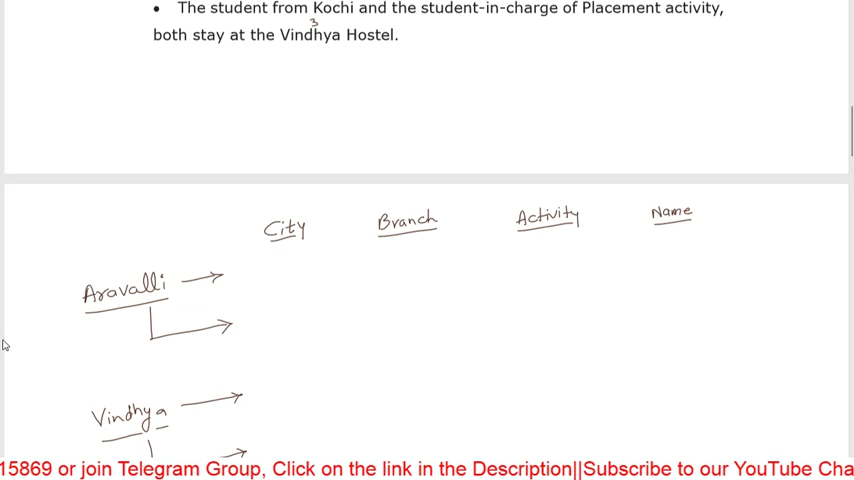 • The student from Kochi and the student-in-charge of Placement activity,
3
both stay at the Vindhya Hostel.
City Branch Activity Name
Aravalli
Vindhya
15869 or join Telegram Group, Click on the link in the Description||Subscribe to our YouTube Cha